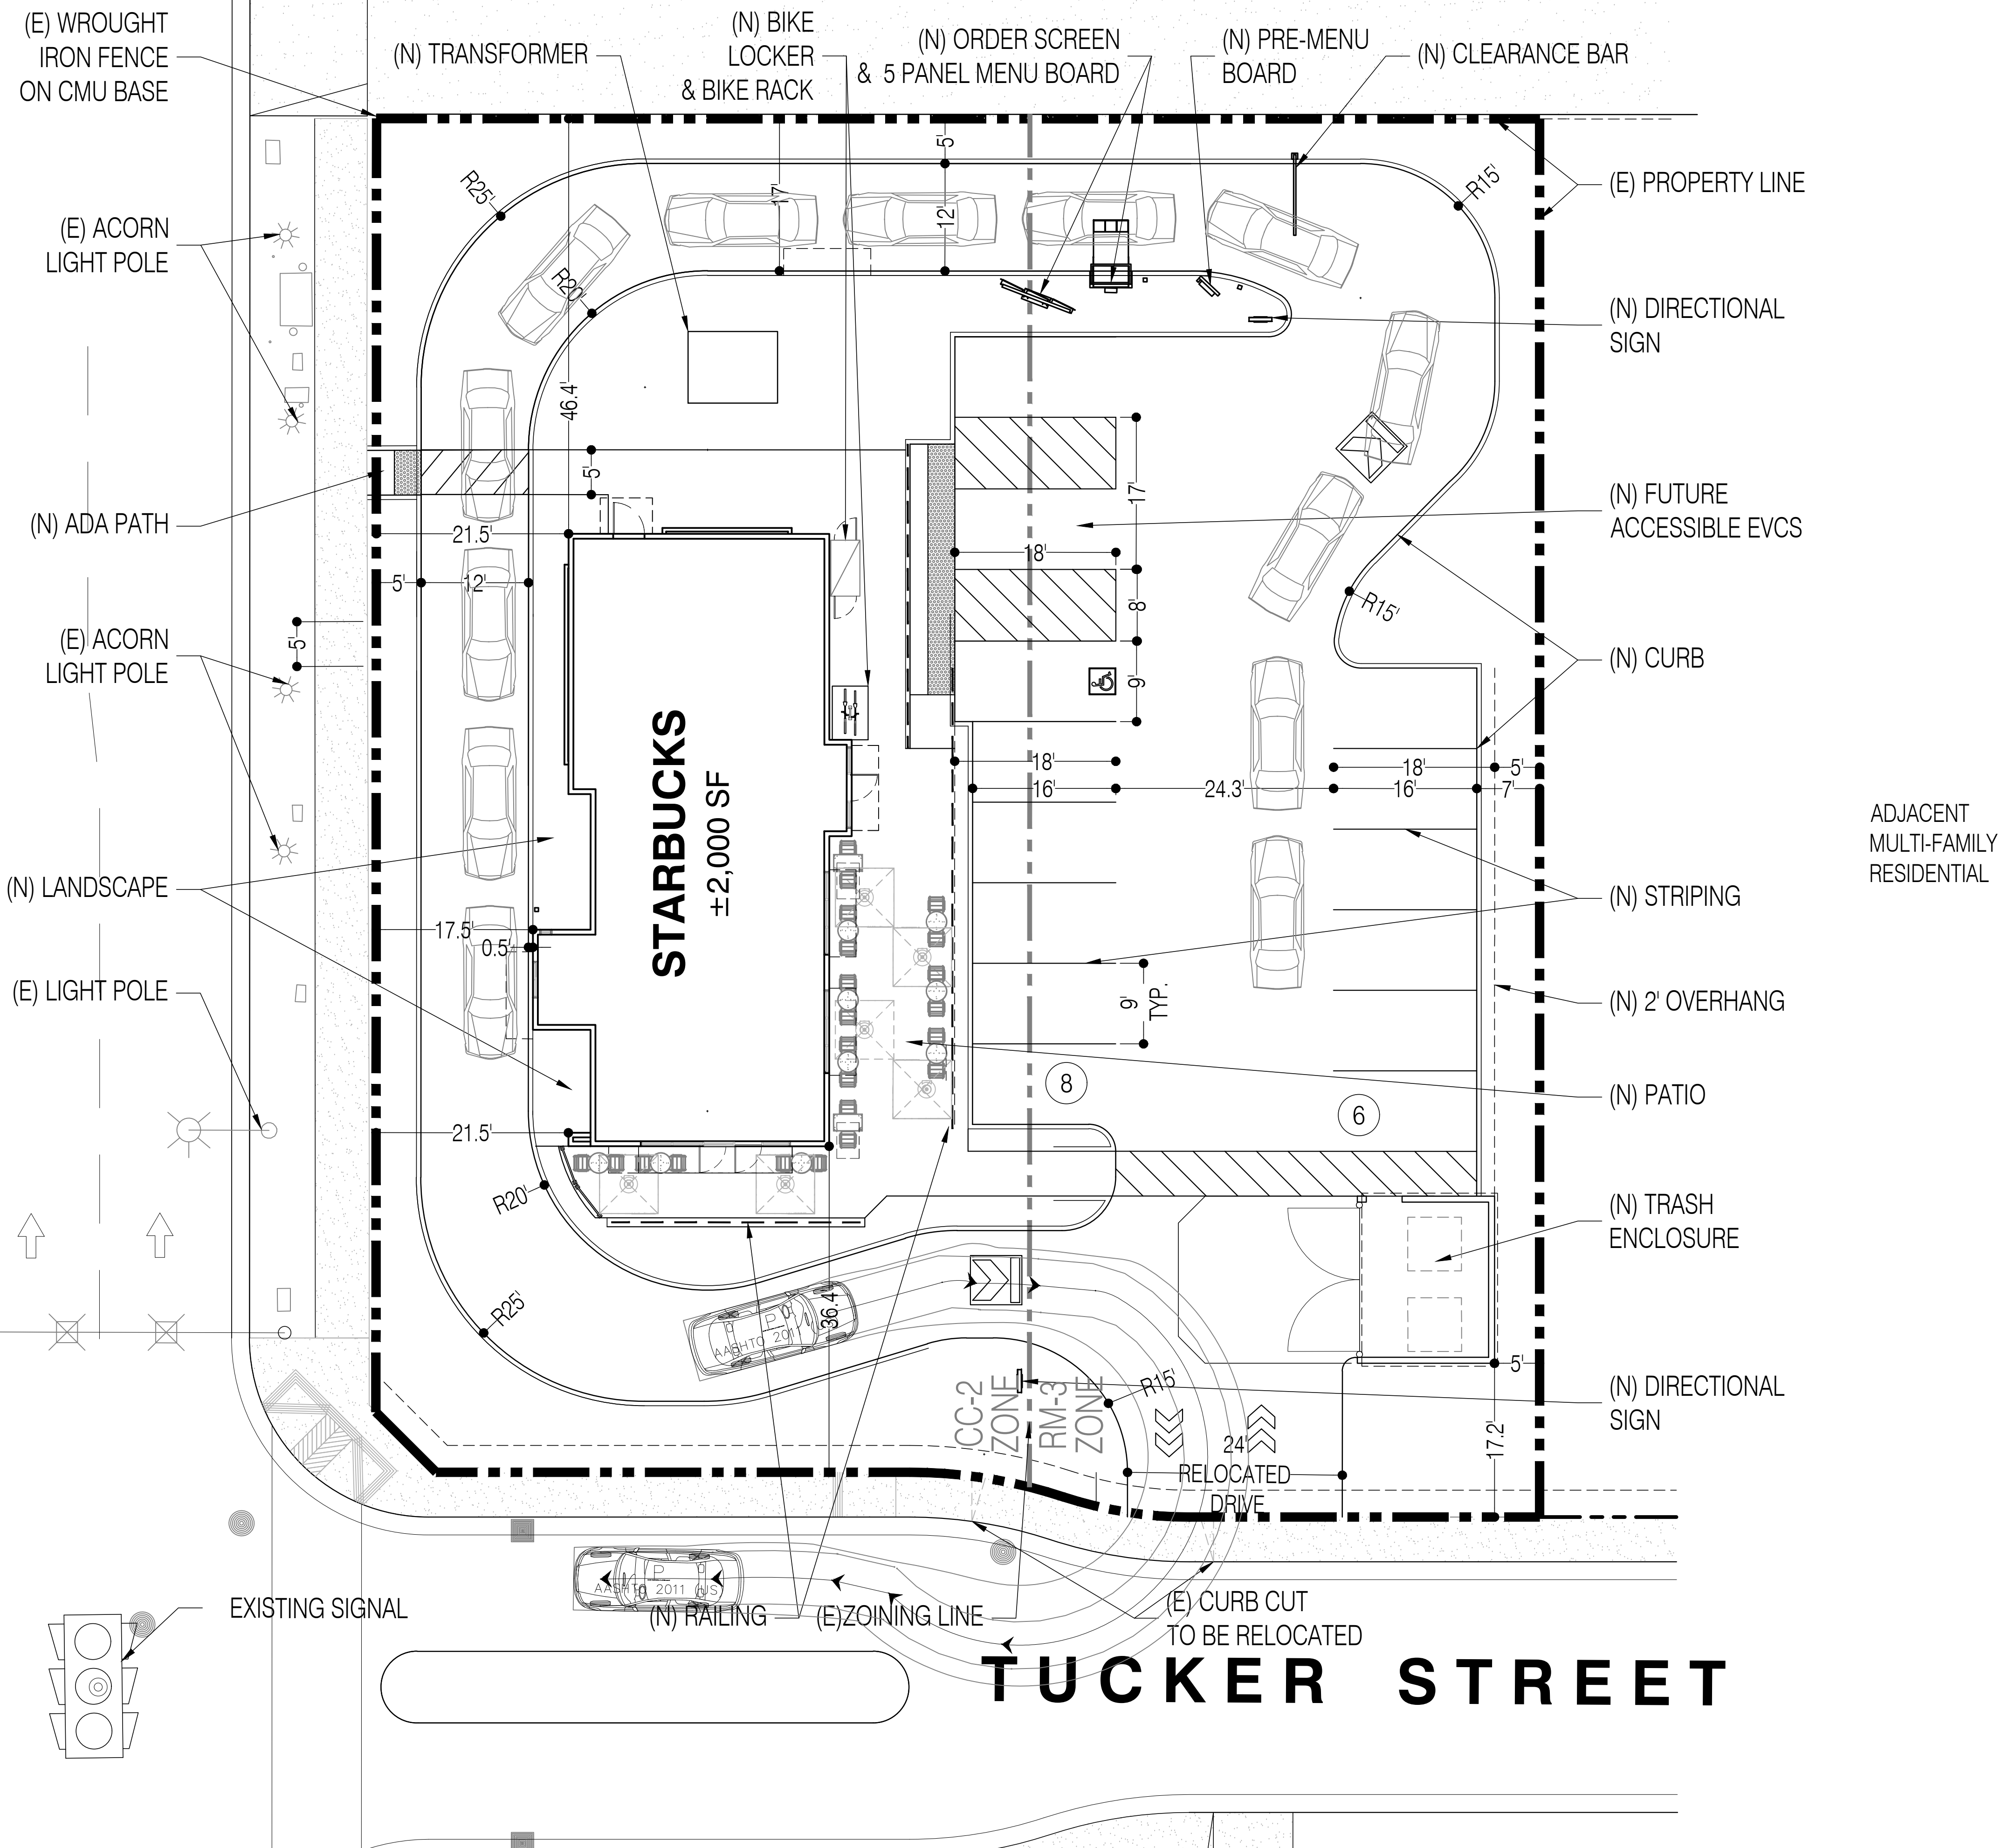 (E) WROUGHT
IRON FENCE
ON CMU BASE
(N) TRANSFORMER
(N) BIKE
LOCKER
& BIKE RACK
(N) ORDER SCREEN
& 5 PANEL MENU BOARD
(N) PRE-MENU
BOARD
(N) CLEARANCE BAR
(E) PROPERTY LINE
5'
R25'
17'
12'
R15'
(E) ACORN
LIGHT POLE
R20'
(N) DIRECTIONAL
SIGN
46.4'
5'
17'
(N) FUTURE
ACCESSIBLE EVCS
(N) ADA PATH
21.5'
18'
5'
12'
8'
R15'
(E) ACORN
LIGHT POLE
5'
9'
(N) CURB
STARBUCKS
±2,000 SF
18'
18'
5'
16'
24.3'
16'
7'
ADJACENT
MULTI-FAMILY
RESIDENTIAL
(N) LANDSCAPE
(N) STRIPING
17.5'
0.5'
(E) LIGHT POLE
9'
TYP.
(N) 2' OVERHANG
8
6
(N) PATIO
21.5'
R20'
(N) TRASH
ENCLOSURE
R25'
36.4'
P
AASHTO 2011
5'
R15'
CC-2
ZONE
RM-3
ZONE
(N) DIRECTIONAL
SIGN
17.2'
24'
RELOCATED
DRIVE
P
AASHTO 2011 (US
EXISTING SIGNAL
(N) RAILING
(E)ZOINING LINE
(E) CURB CUT
TO BE RELOCATED
TUCKER STREET